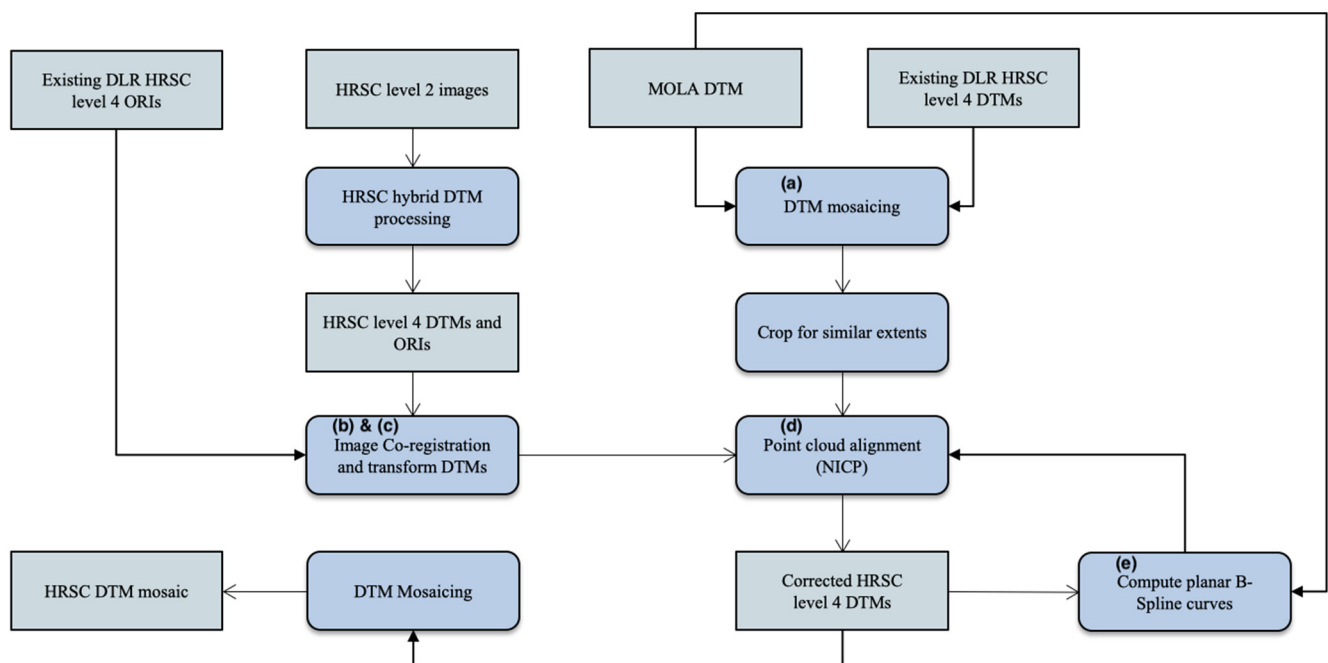 Existing DLR HRSC
level 4 ORIs
HRSC level 2 images
MOLA DTM
Existing DLR HRSC
level 4 DTMs
HRSC hybrid DTM
processing
(a)
DTM mosaicing
HRSC level 4 DTMs and
ORIs
Crop for similar extents
(b) & (c)
Image Co-registration
and transform DTMs
(d)
Point cloud alignment
(NICP)
HRSC DTM mosaic
DTM Mosaicing
Corrected HRSC
level 4 DTMs
(e)
Compute planar B-
Spline curves